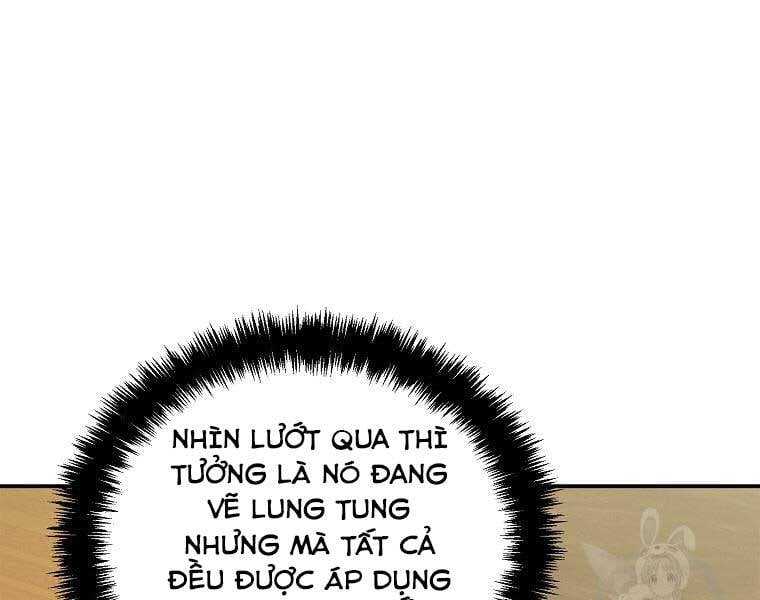 NHÌN LƯỚT QUA THÌ
TƯỞNG LÀ NÓ ĐANG
VẼ LUNG TUNG
NHƯNG MÀ TẤT CẢ
ĐỀU ĐƯỢC ÁP DỤNG